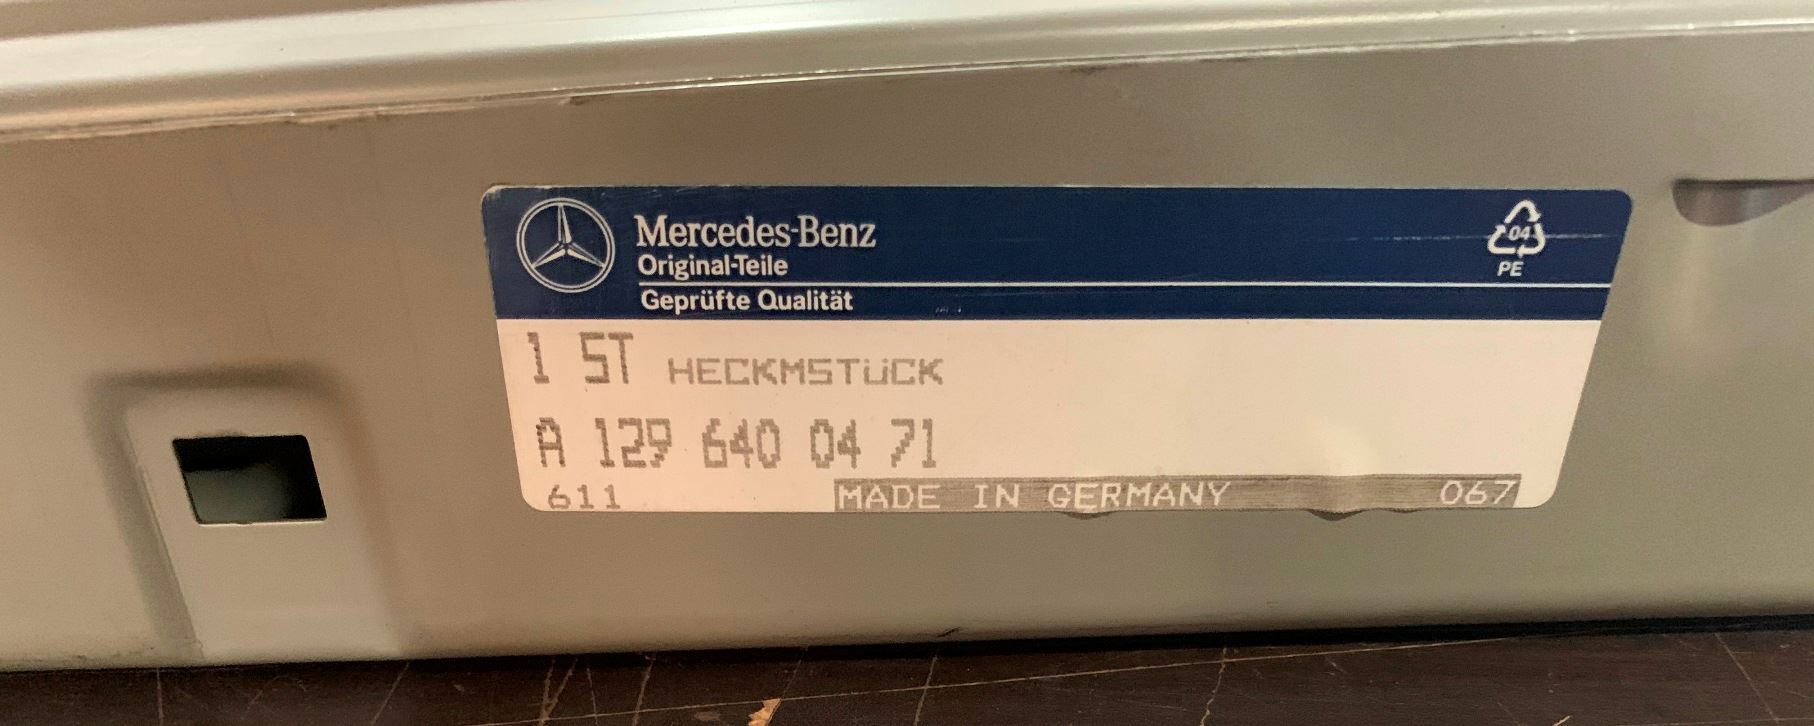 Mercedes-Benz
Original-Teile
Geprüfte Qualität
04
PE
1 ST HECKMSTÜCK
A 129 640 04 71
611 MADE IN GERMANY 067